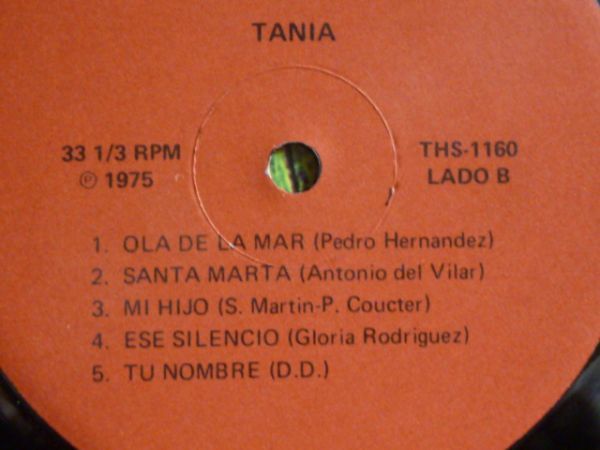 TANIA
33 1/3 RPM THS-1160
℗ 1975 LADO B
1. OLA DE LA MAR (Pedro Hernandez)
2. SANTA MARTA (Antonio del Vilar)
3. MI HIJO (S. Martin-P. Coucter)
4. ESE SILENCIO (Gloria Rodriguez)
5. TU NOMBRE (D.D.)